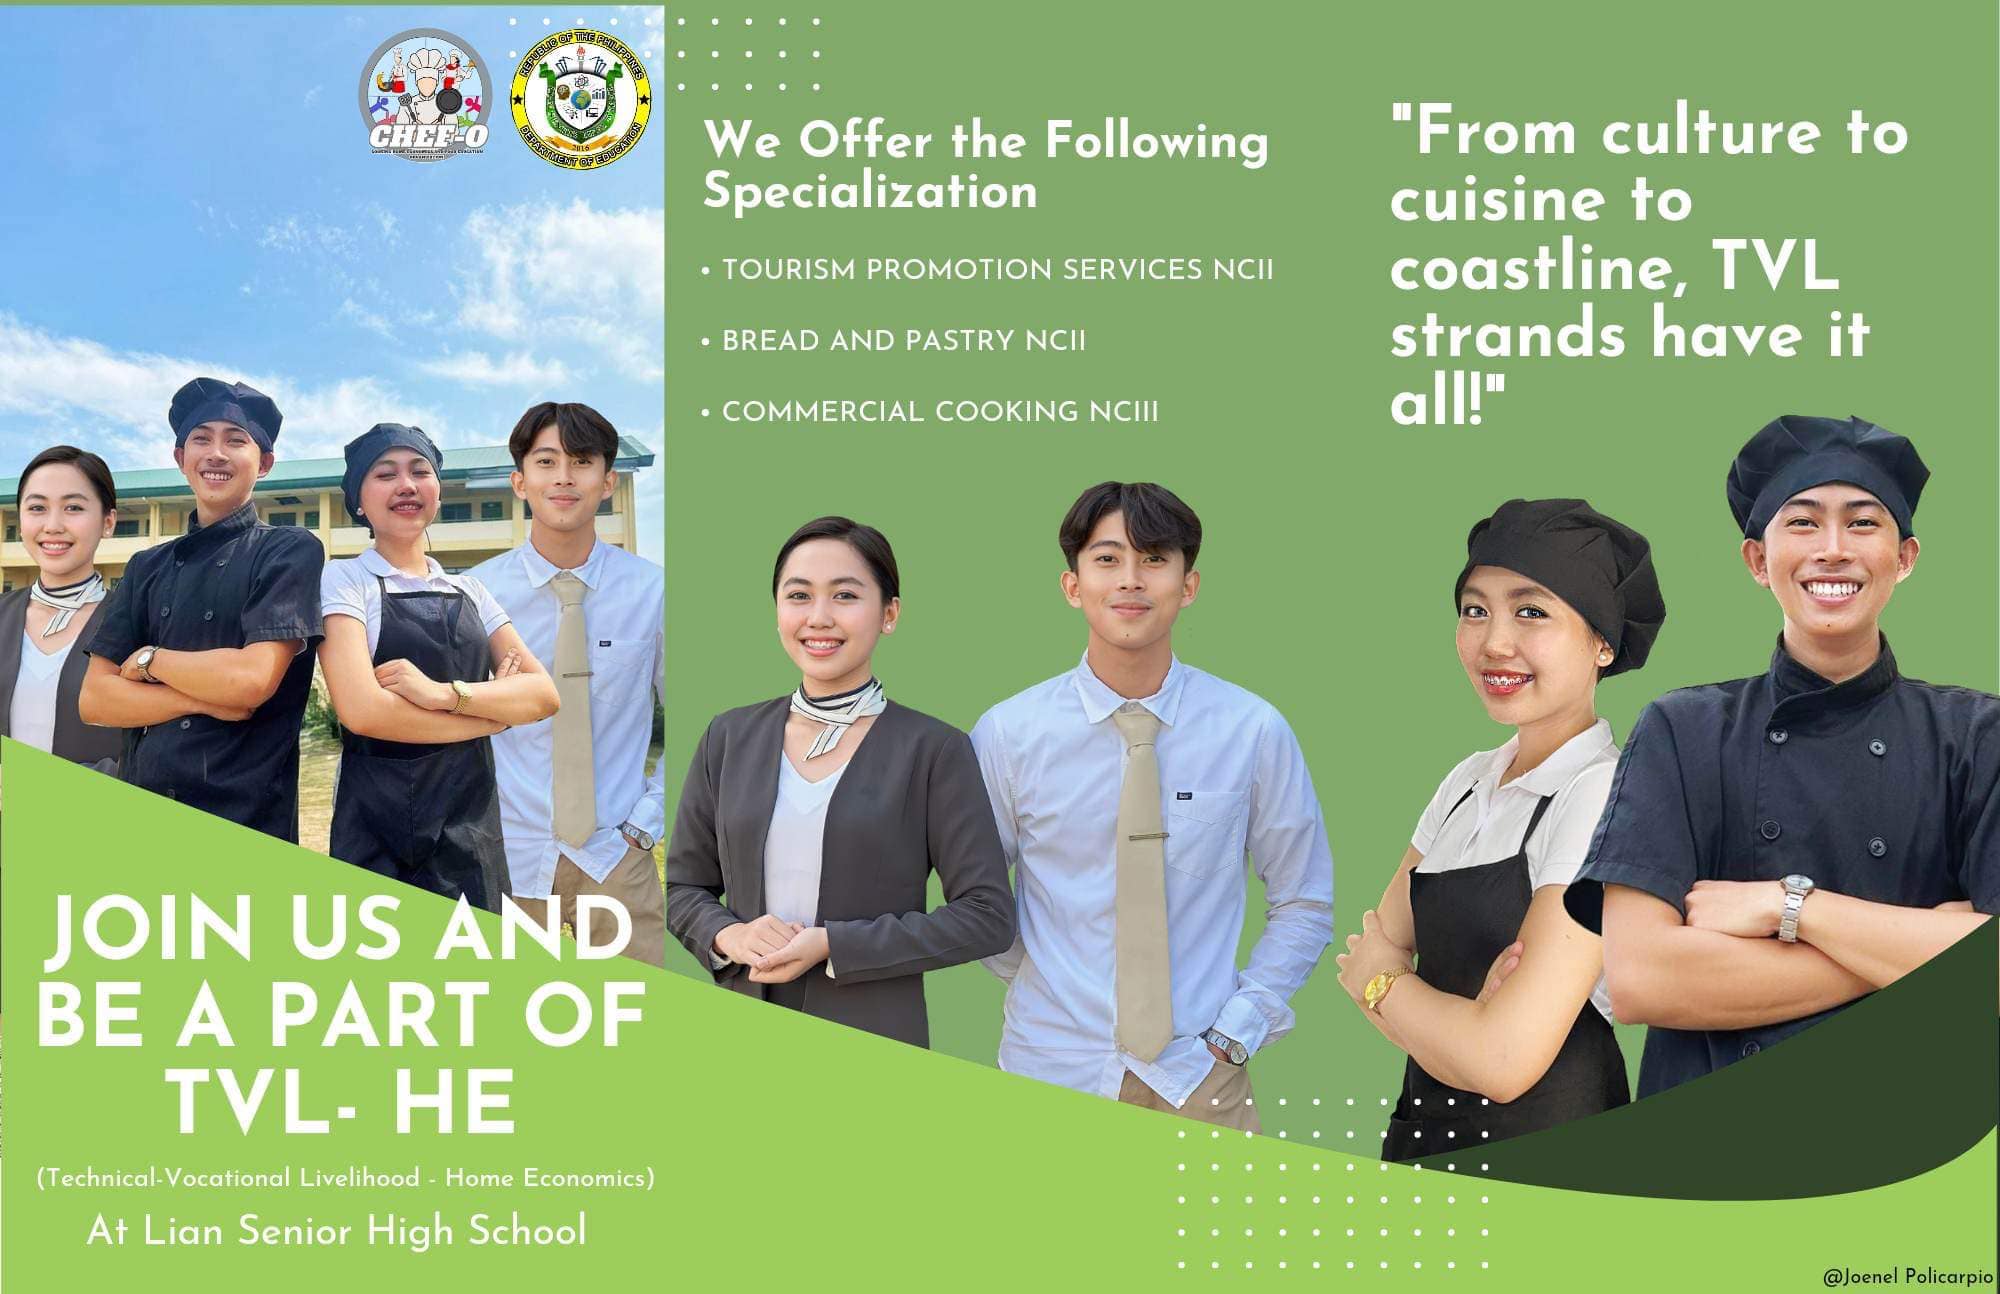 CHEF-O
REPUBLIC OF THE PHILIPPINES
DEPARTMENT OF EDUCATION
2016
We Offer the Following
Specialization
• TOURISM PROMOTION SERVICES NCII
• BREAD AND PASTRY NCII
• COMMERCIAL COOKING NCIII
"From culture to
cuisine to
coastline, TVL
strands have it
all!"
JOIN US AND
BE A PART OF
TVL- HE
(Technical-Vocational Livelihood - Home Economics)
At Lian Senior High School
@Joenel Policarpio